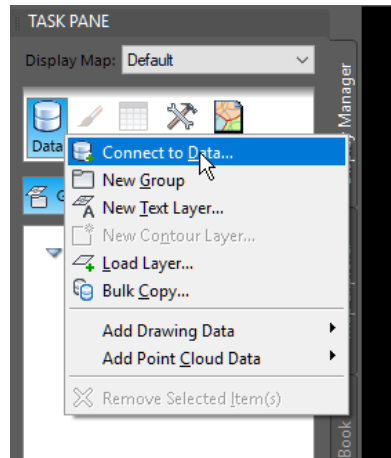 TASK PANE
Display Map: Default
Data
Connect to Data...
New Group
New Text Layer...
New Contour Layer...
Load Layer...
Bulk Copy...
Add Drawing Data
Add Point Cloud Data
Remove Selected Item(s)
Manager
Book